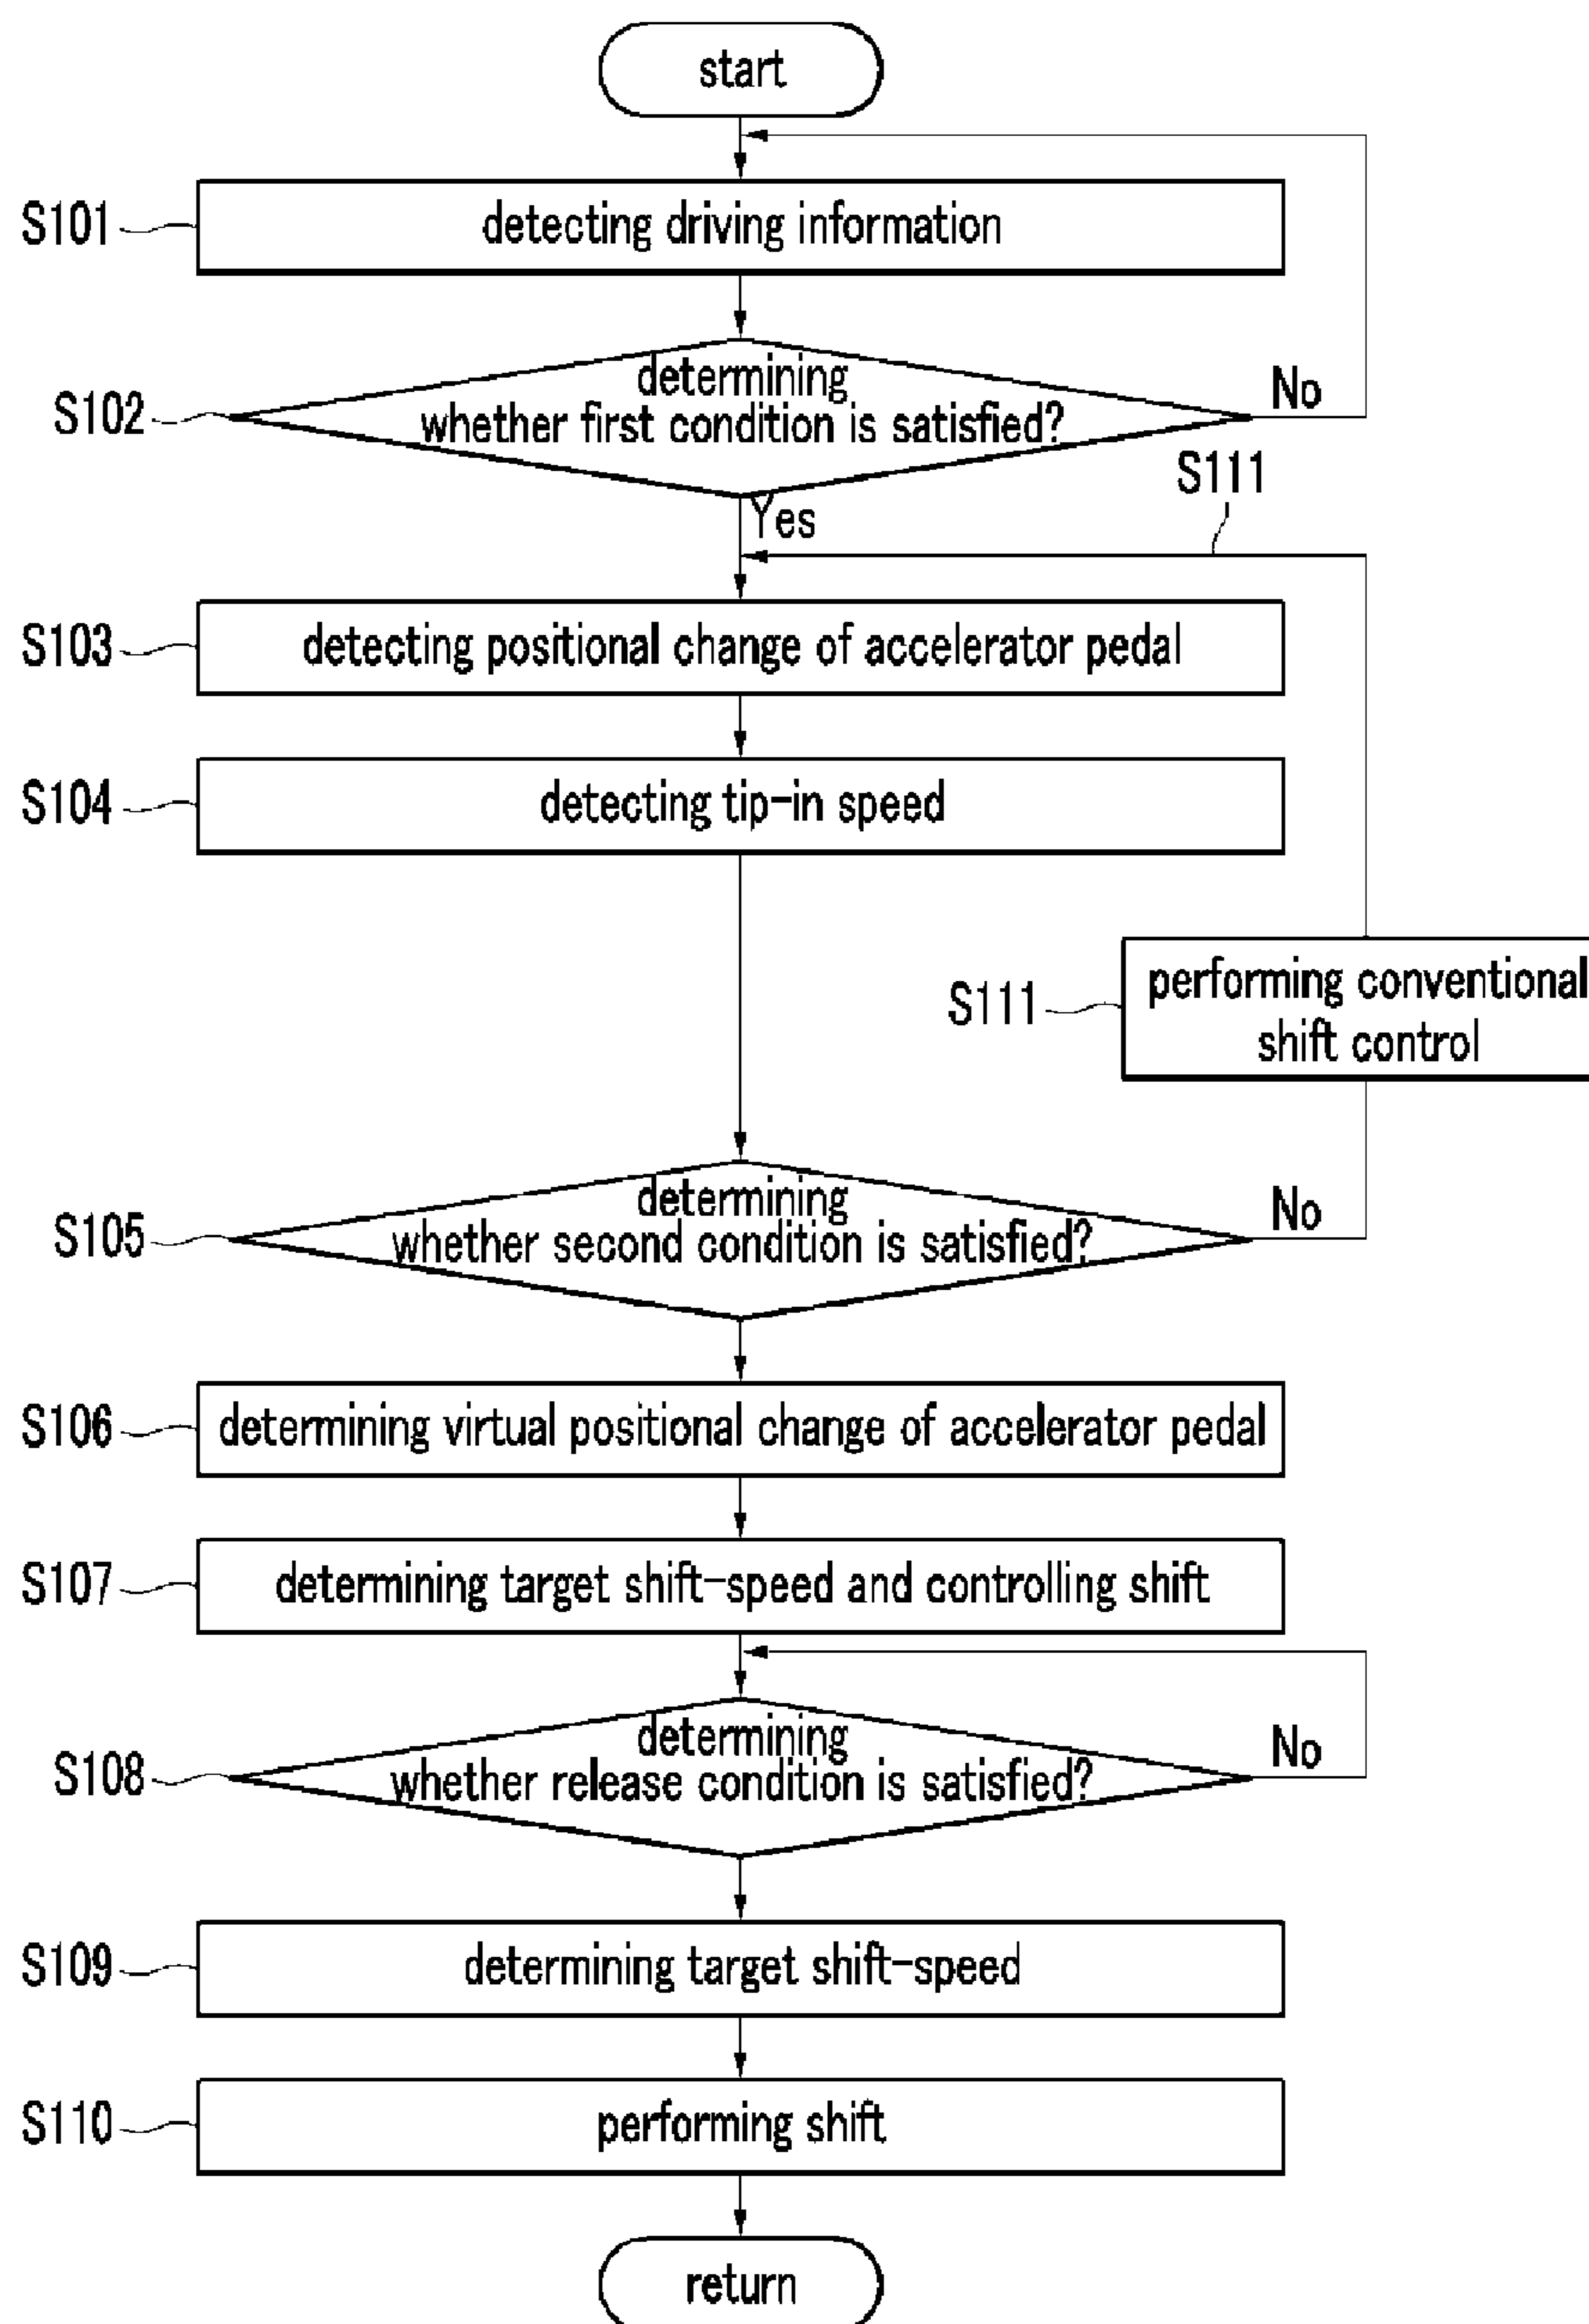 start
S101
detecting driving information
S102
determining
whether first condition is satisfied?
No
Yes
S111
S103
detecting positional change of accelerator pedal
S104
detecting tip-in speed
S111
performing conventional
shift control
S105
determining
whether second condition is satisfied?
No
S106
determining virtual positional change of accelerator pedal
S107
determining target shift-speed and controlling shift
S108
determining
whether release condition is satisfied?
No
S109
determining target shift-speed
S110
performing shift
return